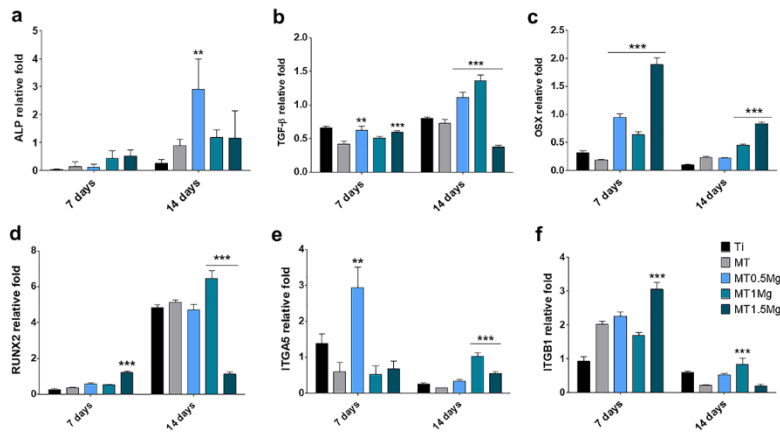 a
ALP relative fold
5
4
3
2
1
0
**
7 days
14 days
b
TGF-β relative fold
2.0
1.5
1.0
0.5
0.0
**
***
***
7 days
14 days
c
OSX relative fold
2.5
2.0
1.5
1.0
0.5
0.0
***
***
7 days
14 days
d
RUNX2 relative fold
8
6
4
2
0
***
***
7 days
14 days
e
ITGA5 relative fold
4
3
2
1
0
**
***
7 days
14 days
f
ITGB1 relative fold
4
3
2
1
0
***
***
7 days
14 days
Ti
MT
MT0.5Mg
MT1Mg
MT1.5Mg